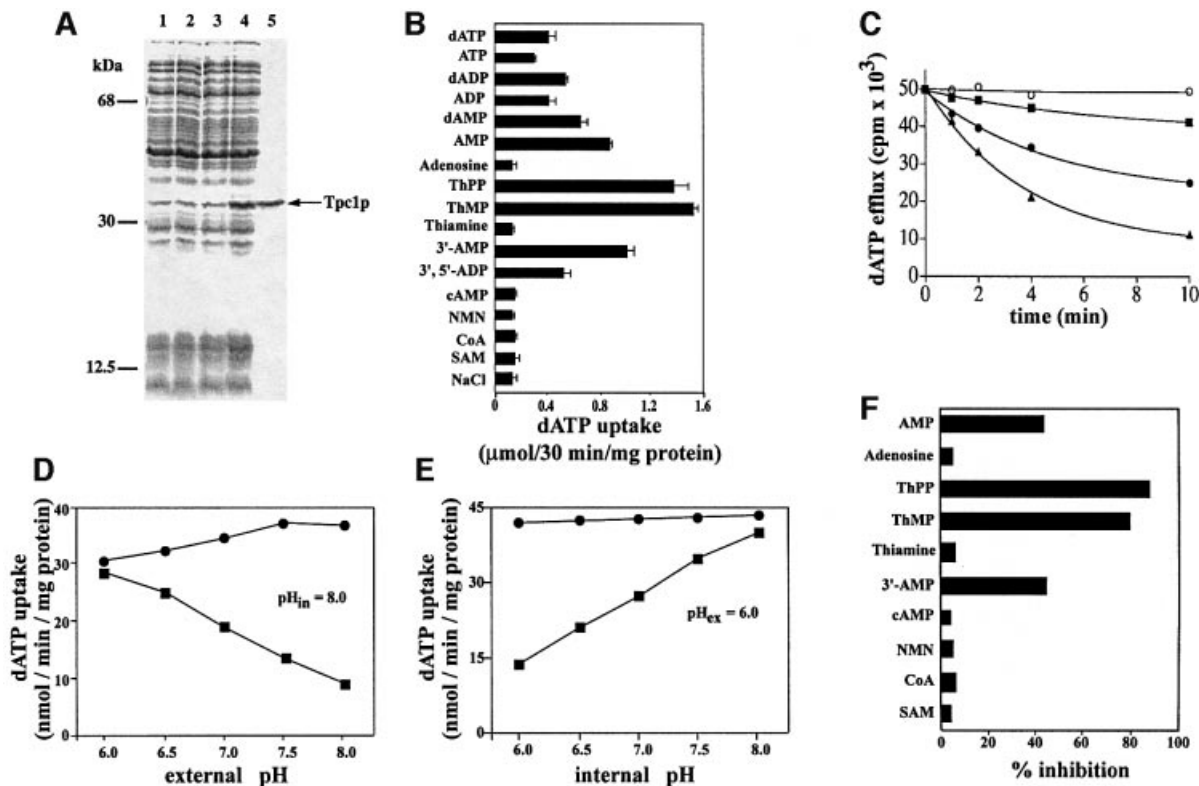 A
1 2 3 4 5
kDa
68
30
12.5
Tpc1p
B
dATP
ATP
dADP
ADP
dAMP
AMP
Adenosine
ThPP
ThMP
Thiamine
3'-AMP
3', 5'-ADP
cAMP
NMN
CoA
SAM
NaCl
0 0.4 0.8 1.2 1.6
dATP uptake
(μmol/30 min/mg protein)
C
dATP efflux (cpm x 10³)
60
50
40
30
20
10
0
0 2 4 6 8 10
time (min)
D
dATP uptake
(nmol / min / mg protein)
40
30
20
10
0
pHin = 8.0
6.0 6.5 7.0 7.5 8.0
external pH
E
dATP uptake
(nmol / min / mg protein)
45
30
15
0
pHex = 6.0
6.0 6.5 7.0 7.5 8.0
internal pH
F
AMP
Adenosine
ThPP
ThMP
Thiamine
3'-AMP
cAMP
NMN
CoA
SAM
0 20 40 60 80 100
% inhibition